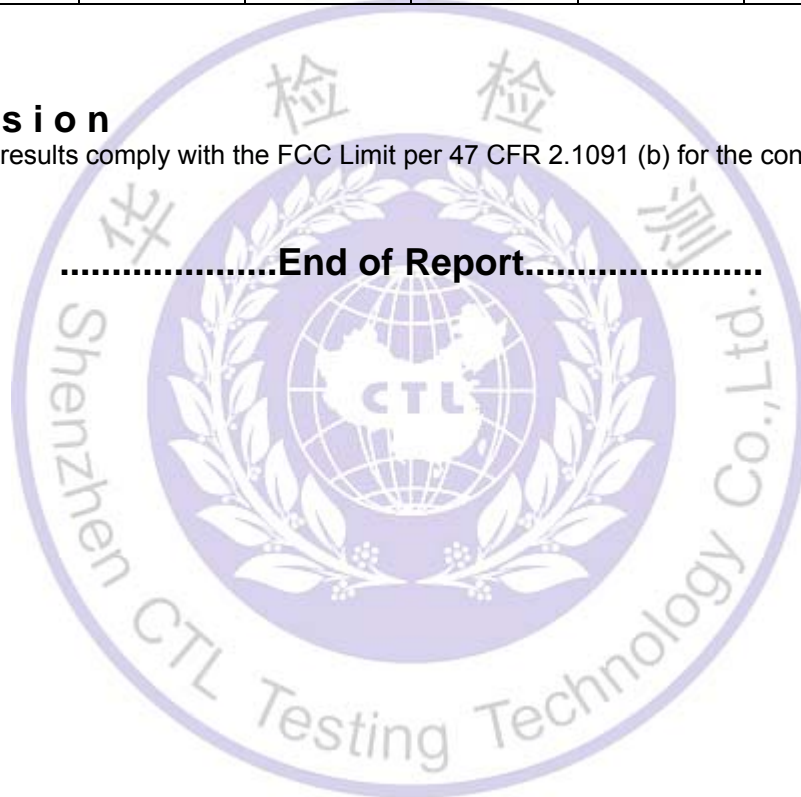 sion
results comply with the FCC Limit per 47 CFR 2.1091 (b) for the con
.....................End of Report.......................
华检检测
CTL
Shenzhen CTL Testing Technology Co.,Ltd.